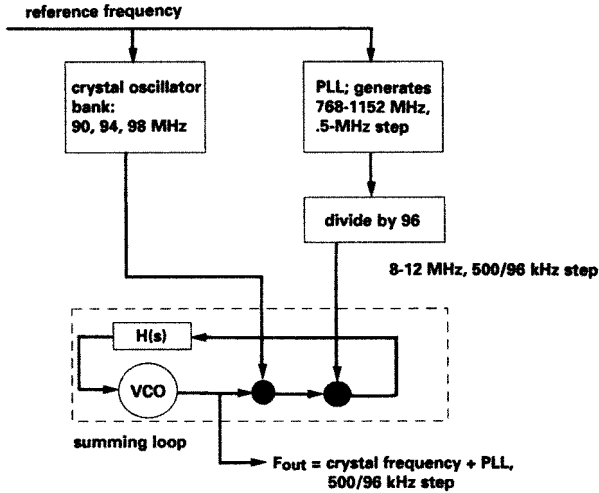 reference frequency
crystal oscillator
bank:
90, 94, 98 MHz
PLL; generates
768-1152 MHz,
.5-MHz step
divide by 96
8-12 MHz, 500/96 kHz step
H(s)
VCO
summing loop
Fout = crystal frequency + PLL,
500/96 kHz step